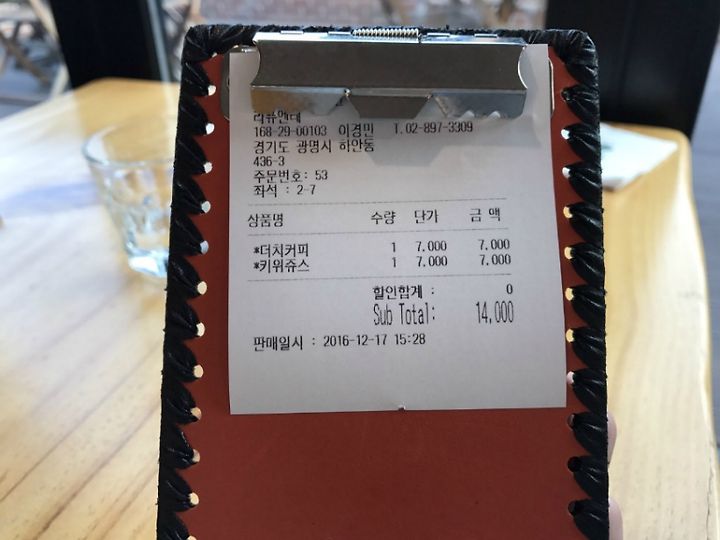 168-29-00103 이경민 T.02-897-3309
경기도 광명시 하안동
436-3
주문번호: 53
좌석 : 2-7
상품명 수량 단가 금 액
*더치커피 1 7.000 7.000
*키위쥬스 1 7.000 7.000
할인합계 : 0
Sub Total: 14,000
판매일시 : 2016-12-17 15:28